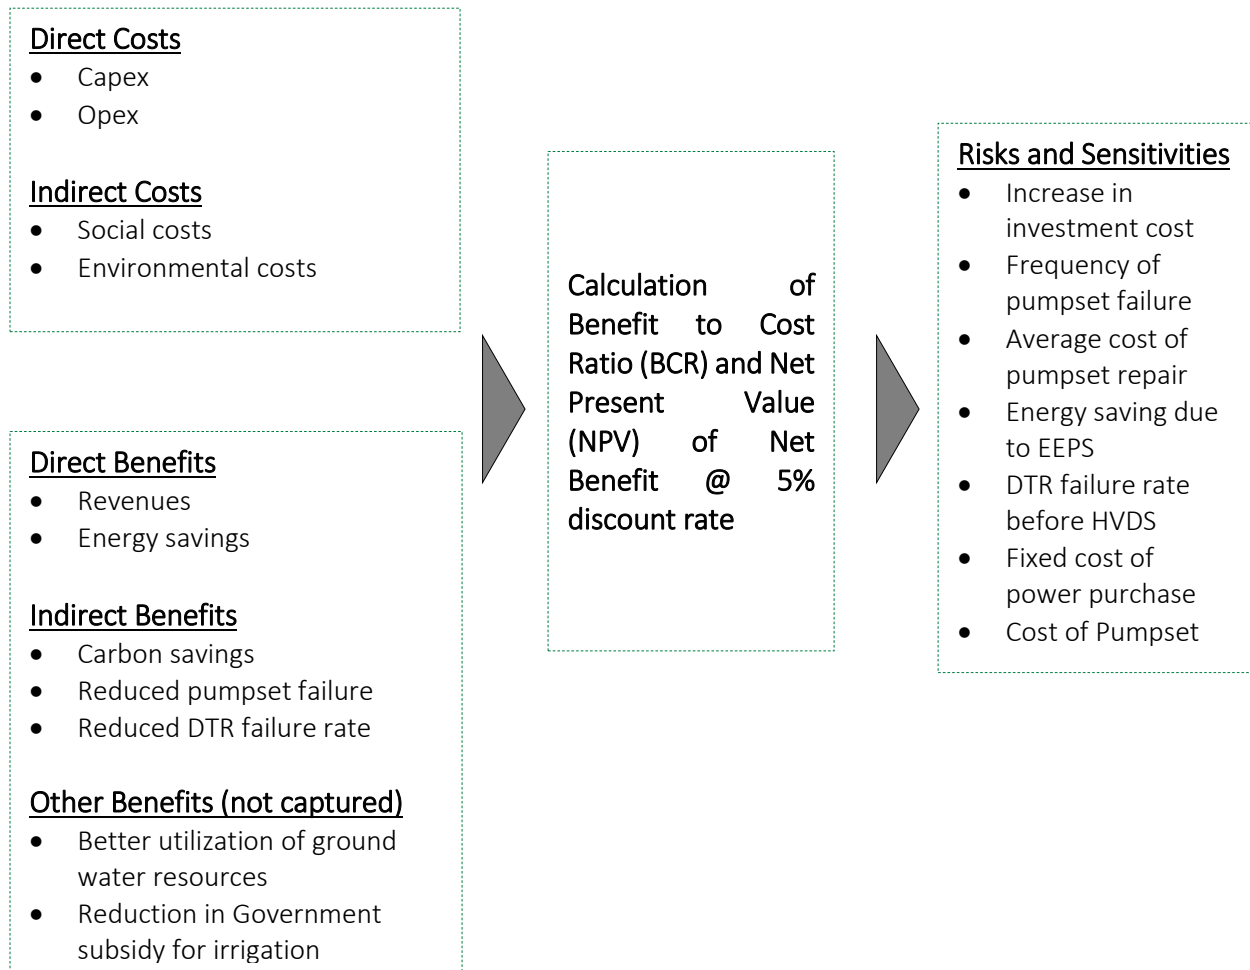 Direct Costs
• Capex
• Opex
Indirect Costs
• Social costs
• Environmental costs
Direct Benefits
• Revenues
• Energy savings
Indirect Benefits
• Carbon savings
• Reduced pumpset failure
• Reduced DTR failure rate
Other Benefits (not captured)
• Better utilization of ground
water resources
• Reduction in Government
subsidy for irrigation
Calculation of
Benefit to Cost
Ratio (BCR) and Net
Present Value
(NPV) of Net
Benefit @ 5%
discount rate
Risks and Sensitivities
• Increase in
investment cost
• Frequency of
pumpset failure
• Average cost of
pumpset repair
• Energy saving due
to EEPS
• DTR failure rate
before HVDS
• Fixed cost of
power purchase
• Cost of Pumpset